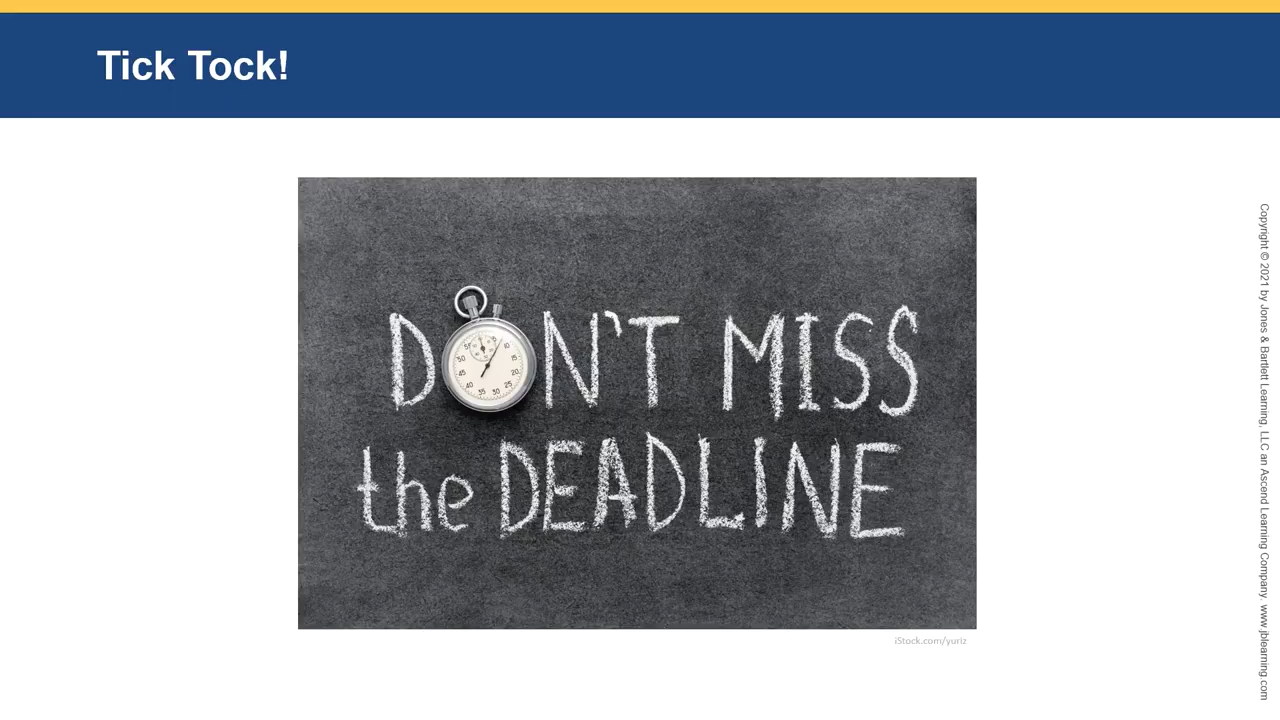 Tick Tock!
DON'T MISS
the DEADLINE
iStock.com/yuriz
Copyright © 2021 by Jones & Bartlett Learning, LLC an Ascend Learning Company. www.jblearning.com